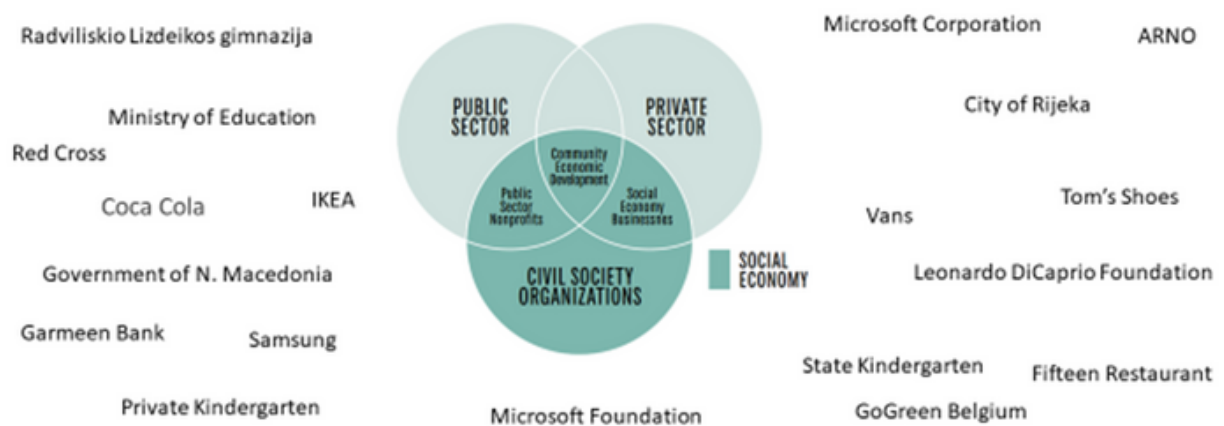 Radviliskio Lizdeikos gimnazija
Microsoft Corporation
ARNO
Ministry of Education
PUBLIC
SECTOR
PRIVATE
SECTOR
City of Rijeka
Red Cross
Community
Economic
Development
Coca Cola
IKEA
Public
Sector
Nonprofits
Social
Economy
Businessnes
Vans
Tom's Shoes
Government of N. Macedonia
CIVIL SOCIETY
ORGANIZATIONS
SOCIAL
ECONOMY
Leonardo DiCaprio Foundation
Garmeen Bank
Samsung
State Kindergarten
Fifteen Restaurant
Private Kindergarten
Microsoft Foundation
GoGreen Belgium